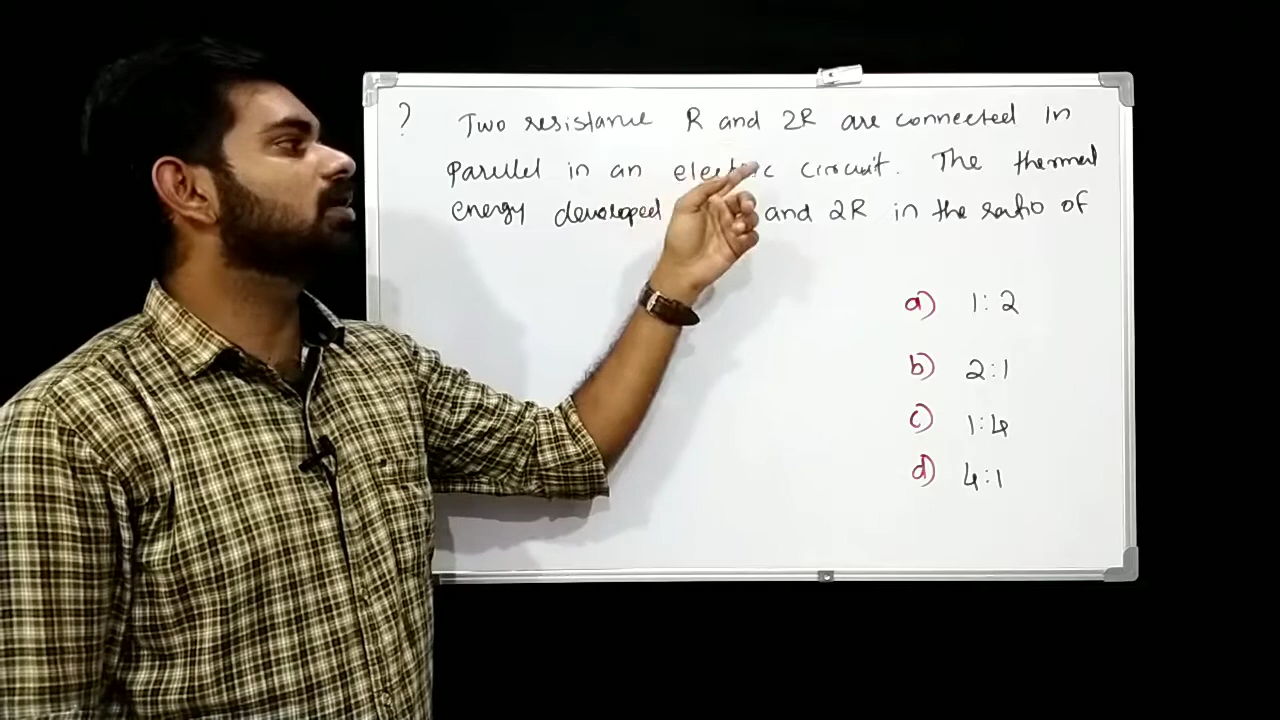 ? Two resistance R and 2R are connected in
parallel in an electric circuit. The thermal
energy developed and 2R in the ratio of
a) 1:2
b) 2:1
c) 1:4
d) 4:1